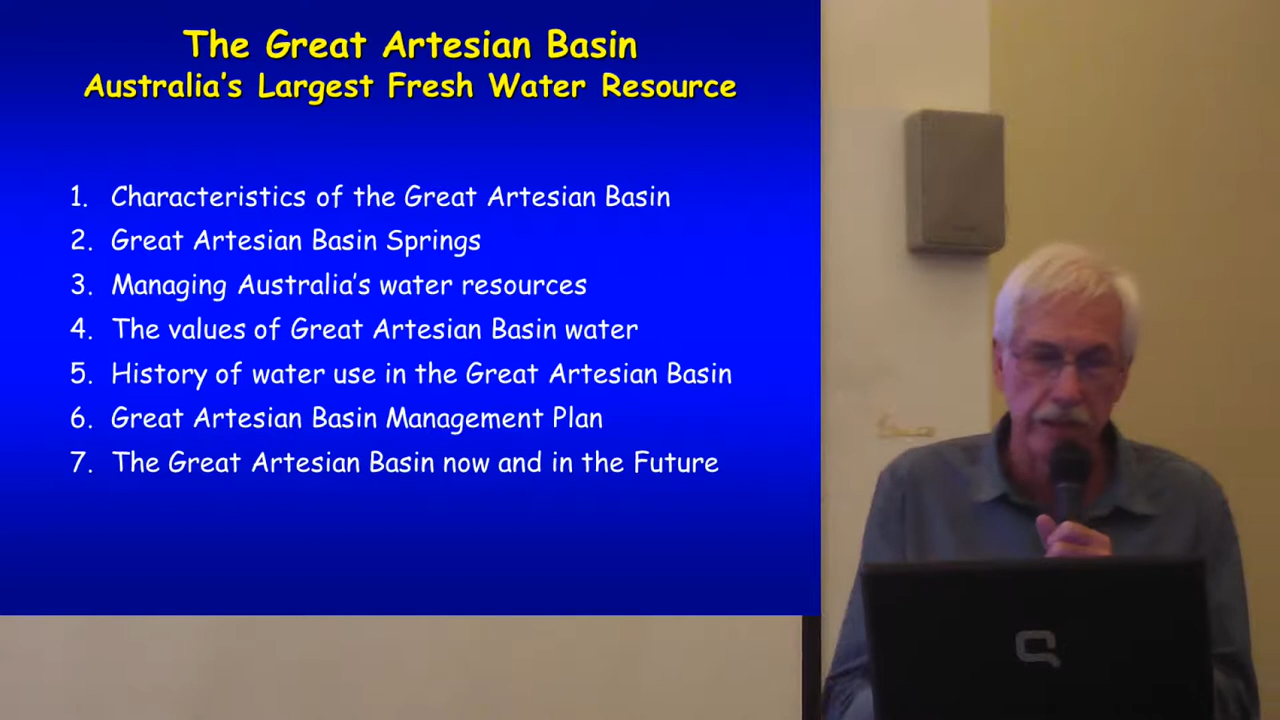 The Great Artesian Basin
Australia's Largest Fresh Water Resource
1. Characteristics of the Great Artesian Basin
2. Great Artesian Basin Springs
3. Managing Australia's water resources
4. The values of Great Artesian Basin water
5. History of water use in the Great Artesian Basin
6. Great Artesian Basin Management Plan
7. The Great Artesian Basin now and in the Future